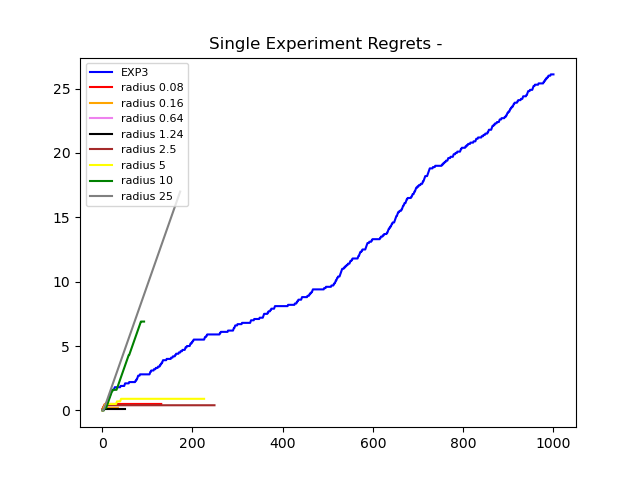 Single Experiment Regrets -
EXP3
radius 0.08
radius 0.16
radius 0.64
radius 1.24
radius 2.5
radius 5
radius 10
radius 25
25
20
15
10
5
0
0 200 400 600 800 1000